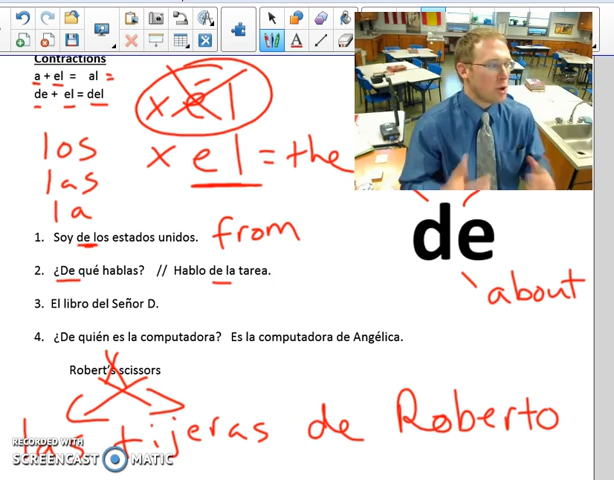 Contractions
a + el = al =
de + el = del
x él
los
x el = the
las
la
de
1. Soy de los estados unidos. from
2. ¿De qué hablas? // Hablo de la tarea.
about
3. El libro del Señor D.
4. ¿De quién es la computadora? Es la computadora de Angélica.
Robert's scissors
las tijeras de Roberto
RECORDED WITH
SCREENCAST O MATIC